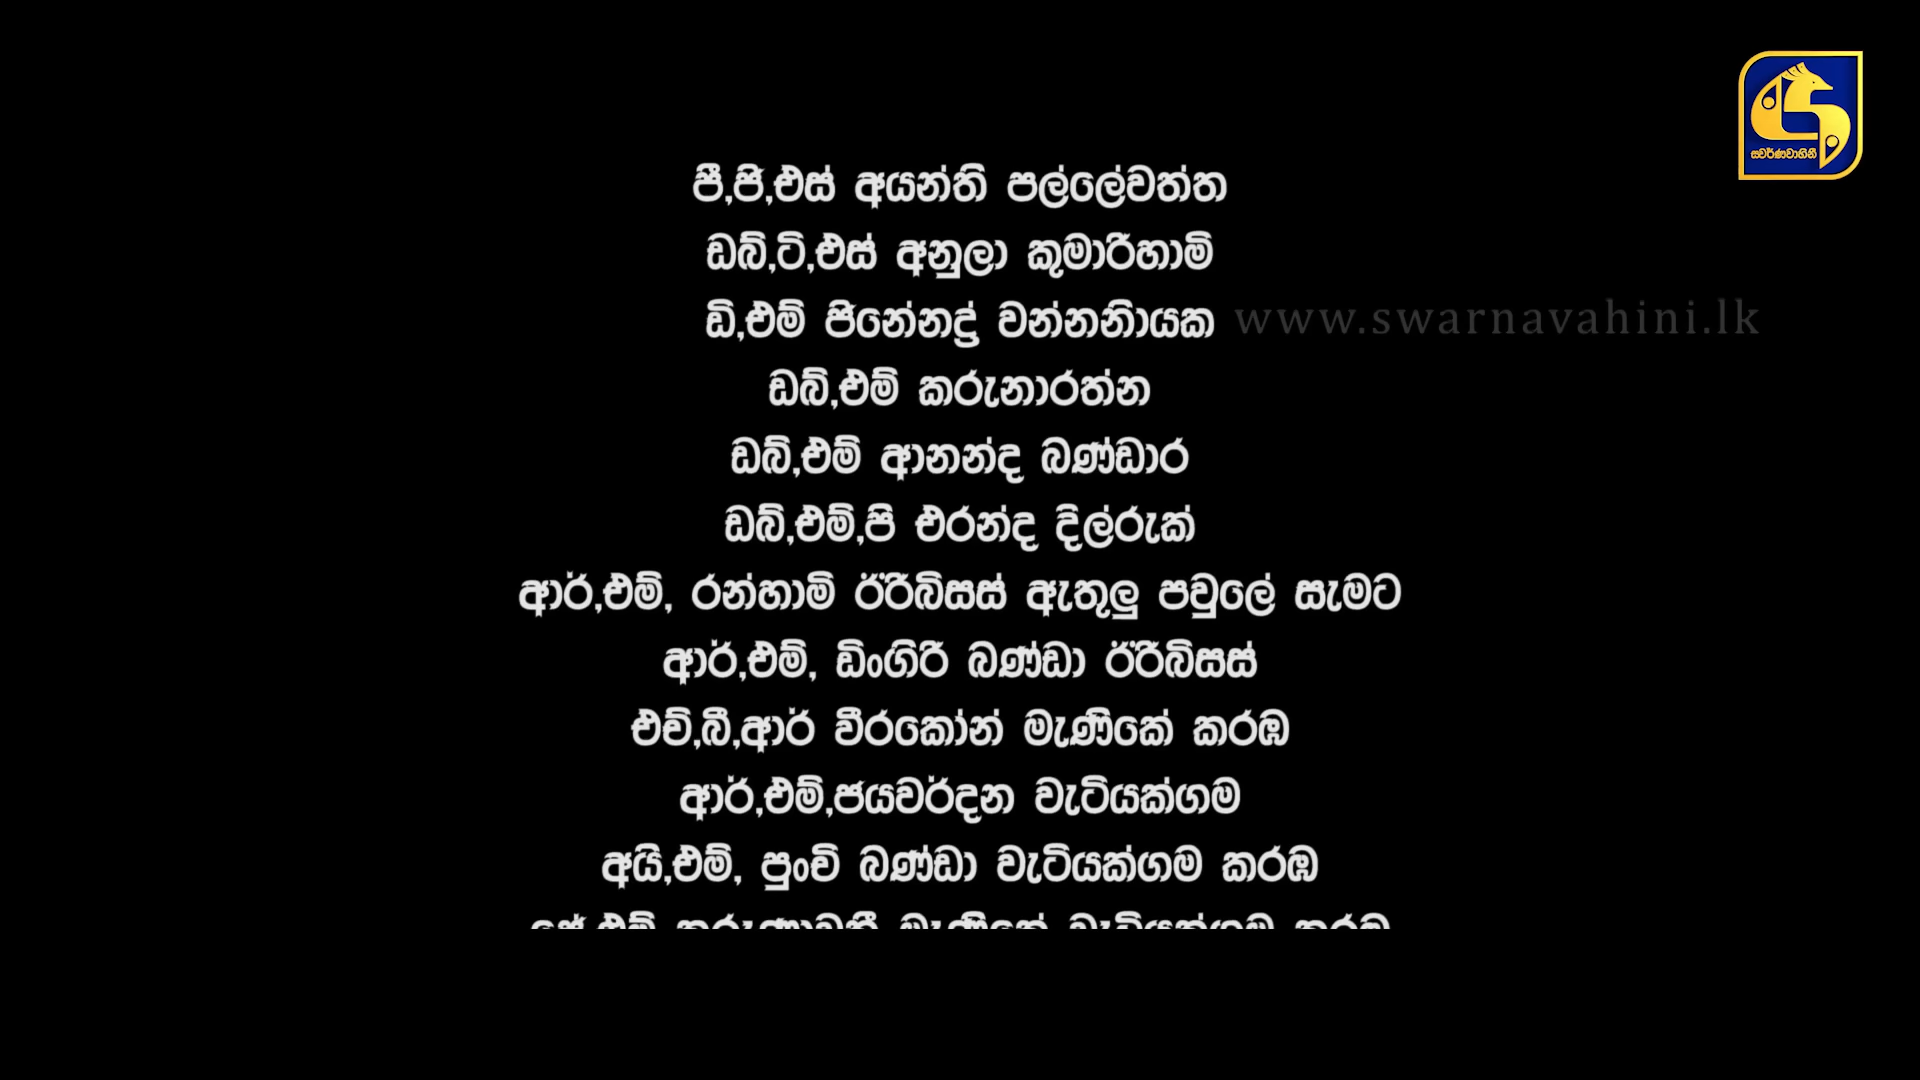 ස්වර්ණවාහිනී
පී,ජි,එස් අයන්ති පල්ලේවත්ත
ඩබ්,ටි,එස් අනුලා කුමාරිහාමි
ඩි,එම් ජිනේනද්‍ර වන්නනිායක
www.swarnavahini.lk
ඩබ්,එම් කරුනාරත්න
ඩබ්,එම් ආනන්ද බණ්ඩාර
ඩබ්,එම්,පි එරන්ද දිල්රුක්
ආර්,එම්, රන්හාමි ඊරිබිසස් ඇතුලු පවුලේ සැමට
ආර්,එම්, ඩිංගිරි බණ්ඩා ඊරිබිසස්
එච්,බී,ආර් වීරකෝන් මැණිකේ කරඹ
ආර්,එම්,ජයවර්දන වැටියක්ගම
අයි,එම්, පුංචි බණ්ඩා වැටියක්ගම කරඹ